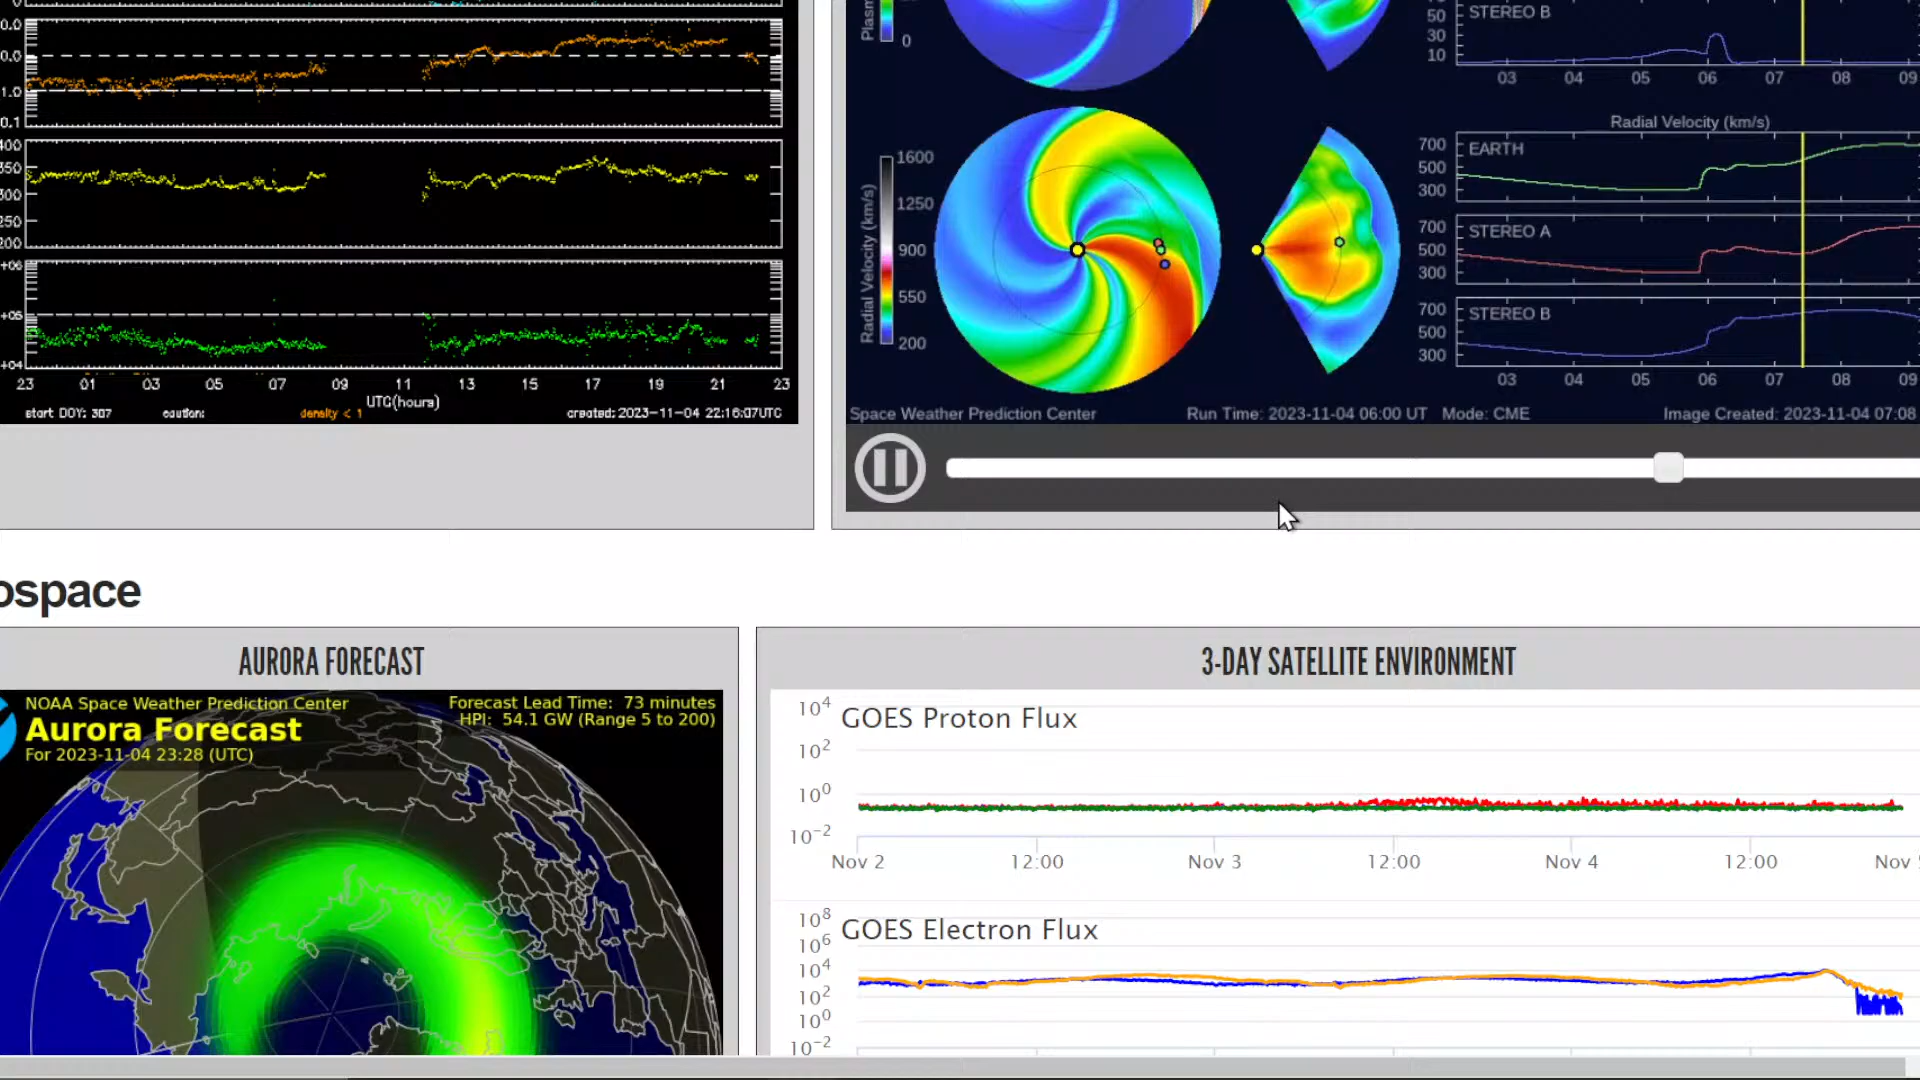 0
0.0
0.0
1.0
0.1
400
350
300
250
200
+06
+05
+04
23 01 03 05 07 09 11 13 15 17 19 21 23
UTC(hours)
start DOY: 307 caution: density < 1 created:2023-11-04 22:16:07UTC
Plasm
0
STEREO B
50
30
10
03 04 05 06 07 08 09
Radial Velocity (km/s)
1600
1250
900
550
200
Radial Velocity (km/s)
700
500
300
EARTH
700
500
300
STEREO A
700
500
300
STEREO B
03 04 05 06 07 08 09
Space Weather Prediction Center Run Time: 2023-11-04 06:00 UT Mode: CME Image Created: 2023-11-04 07:08
ospace
AURORA FORECAST
NOAA Space Weather Prediction Center
Aurora Forecast
For 2023-11-04 23:28 (UTC)
Forecast Lead Time: 73 minutes
HPI: 54.1 GW (Range 5 to 200)
3-DAY SATELLITE ENVIRONMENT
GOES Proton Flux
10⁴
10²
10⁰
10⁻²
Nov 2 12:00 Nov 3 12:00 Nov 4 12:00 Nov
GOES Electron Flux
10⁸
10⁶
10⁴
10²
10⁰
10⁻²